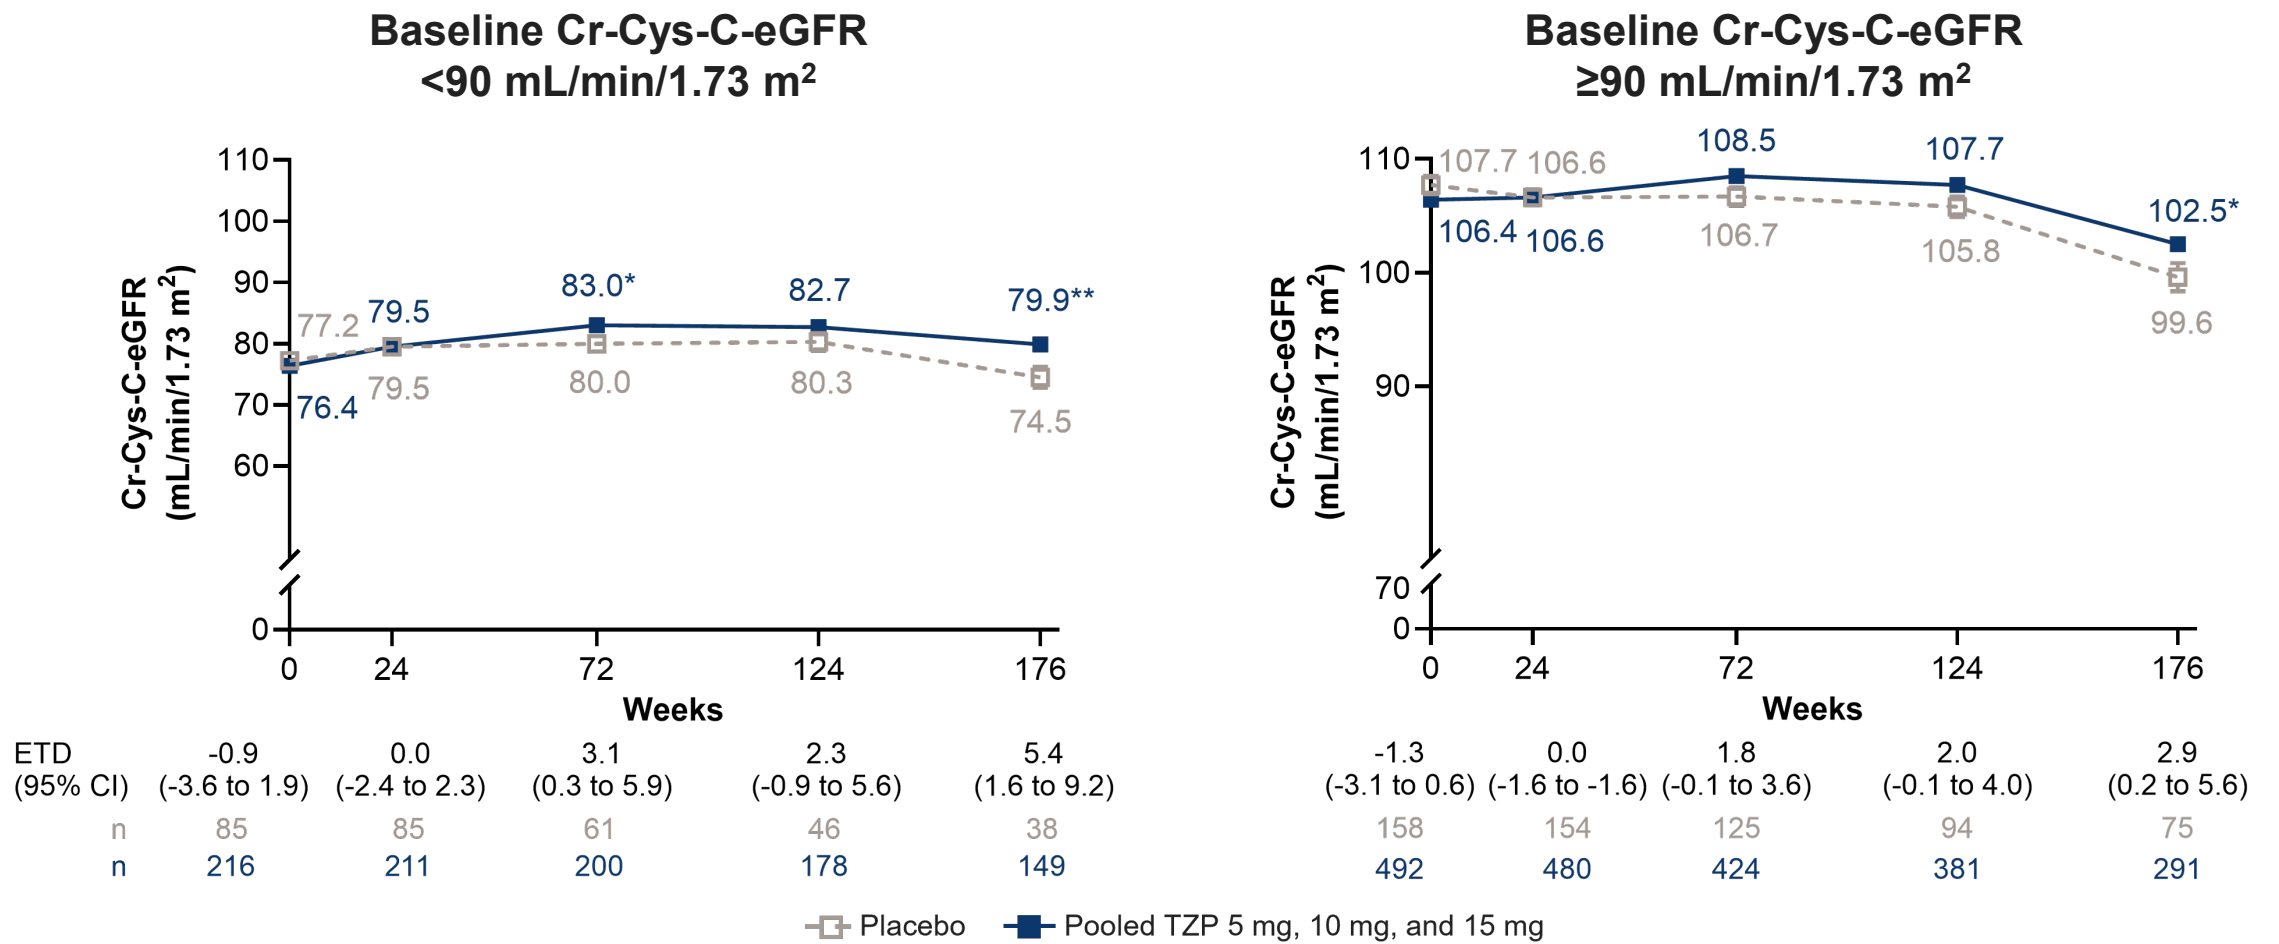 Baseline Cr-Cys-C-eGFR
<90 mL/min/1.73 m²
110
100
90
80
70
60
0
Cr-Cys-C-eGFR
(mL/min/1.73 m²)
77.2
79.5
83.0*
82.7
79.9**
76.4
79.5
80.0
80.3
74.5
0 24 72 124 176
Weeks
ETD -0.9 0.0 3.1 2.3 5.4
(95% CI) (-3.6 to 1.9) (-2.4 to 2.3) (0.3 to 5.9) (-0.9 to 5.6) (1.6 to 9.2)
n 85 85 61 46 38
n 216 211 200 178 149
Baseline Cr-Cys-C-eGFR
≥90 mL/min/1.73 m²
110
100
90
70
0
Cr-Cys-C-eGFR
(mL/min/1.73 m²)
107.7 106.6
108.5
107.7
102.5*
106.4 106.6
106.7
105.8
99.6
0 24 72 124 176
Weeks
-1.3 0.0 1.8 2.0 2.9
(-3.1 to 0.6) (-1.6 to -1.6) (-0.1 to 3.6) (-0.1 to 4.0) (0.2 to 5.6)
158 154 125 94 75
492 480 424 381 291
Placebo Pooled TZP 5 mg, 10 mg, and 15 mg